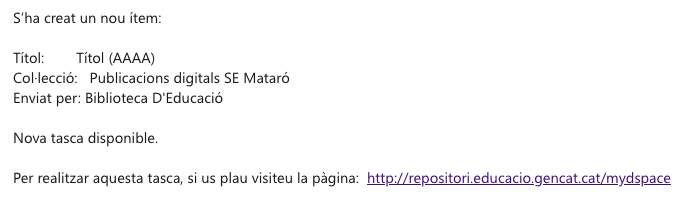 S'ha creat un nou ítem:
Títol: Títol (AAAA)
Col·lecció: Publicacions digitals SE Mataró
Enviat per: Biblioteca D'Educació
Nova tasca disponible.
Per realitzar aquesta tasca, si us plau visiteu la pàgina: http://repositori.educacio.gencat.cat/mydspace